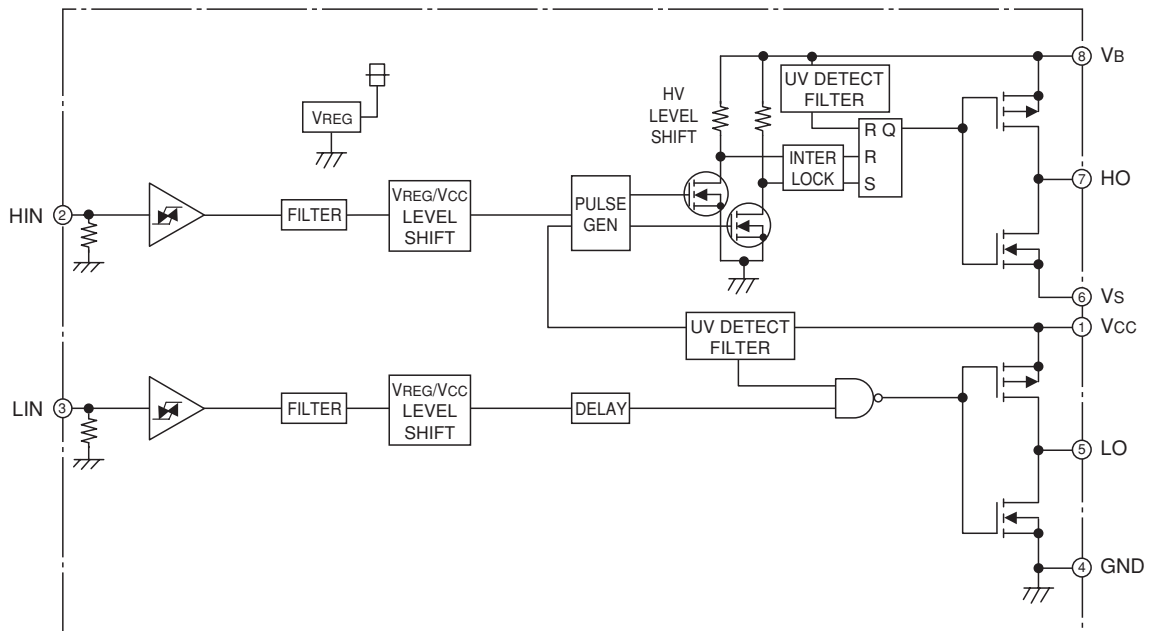 8 VB
UV DETECT
FILTER
HV
LEVEL
SHIFT
VREG
R Q
R
S
INTER
LOCK
7 HO
HIN 2
FILTER
VREG/VCC
LEVEL
SHIFT
PULSE
GEN
6 VS
1 VCC
UV DETECT
FILTER
LIN 3
FILTER
VREG/VCC
LEVEL
SHIFT
DELAY
5 LO
4 GND